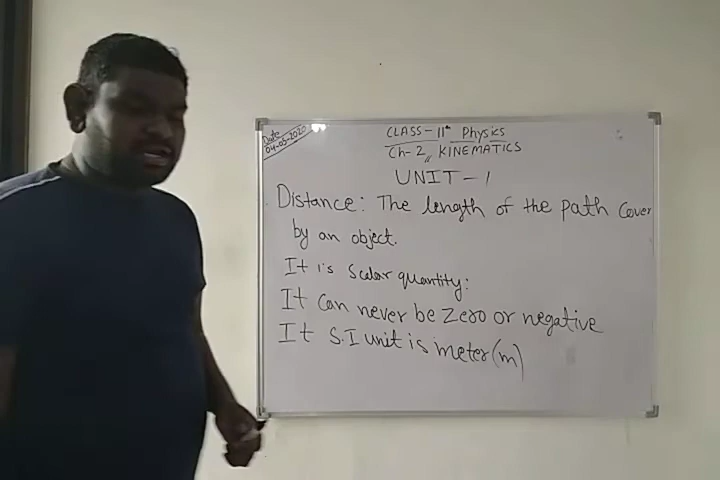 Date
04-05-2020
CLASS-11th Physics
Ch-2,, KINEMATICS
UNIT-1
Distance: The length of the path cover
by an object.
It is Scalar quantity:
It can never be Zero or negative
It S.I unit is meter(m)